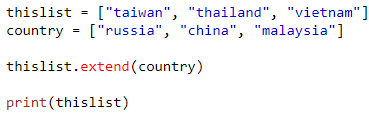 thislist = ["taiwan", "thailand", "vietnam"]
country = ["russia", "china", "malaysia"]
thislist.extend(country)
print(thislist)